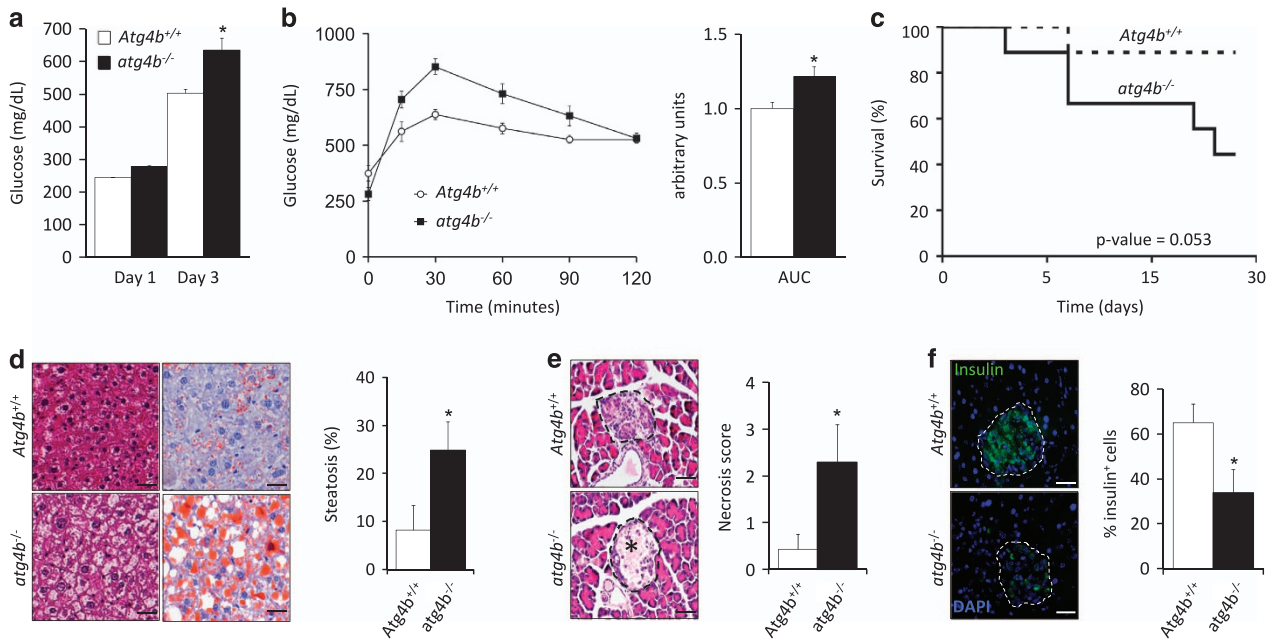 a
Glucose (mg/dL)
700
600
500
400
300
200
100
0
Atg4b+/+
atg4b-/-
*
Day 1
Day 3
b
Glucose (mg/dL)
1000
750
500
250
0
Atg4b+/+
atg4b-/-
0
30
60
90
120
Time (minutes)
arbitrary units
1.5
1.0
0.5
0.0
*
AUC
c
Survival (%)
100
80
60
40
20
0
Atg4b+/+
atg4b-/-
p-value = 0.053
0
5
15
30
Time (days)
d
Atg4b+/+
atg4b-/-
Steatosis (%)
40
30
20
10
0
*
Atg4b+/+
atg4b-/-
e
Atg4b+/+
atg4b-/-
*
Necrosis score
4
3
2
1
0
*
Atg4b+/+
atg4b-/-
f
Atg4b+/+
atg4b-/-
Insulin
DAPI
% insulin+ cells
80
60
40
20
0
*
Atg4b+/+
atg4b-/-